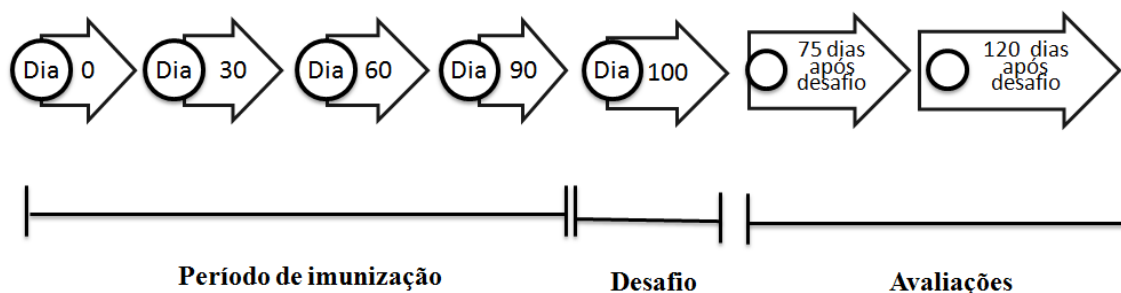 Dia 0
Dia 30
Dia 60
Dia 90
Dia 100
75 dias
após
desafio
120 dias
após
desafio
Período de imunização
Desafio
Avaliações